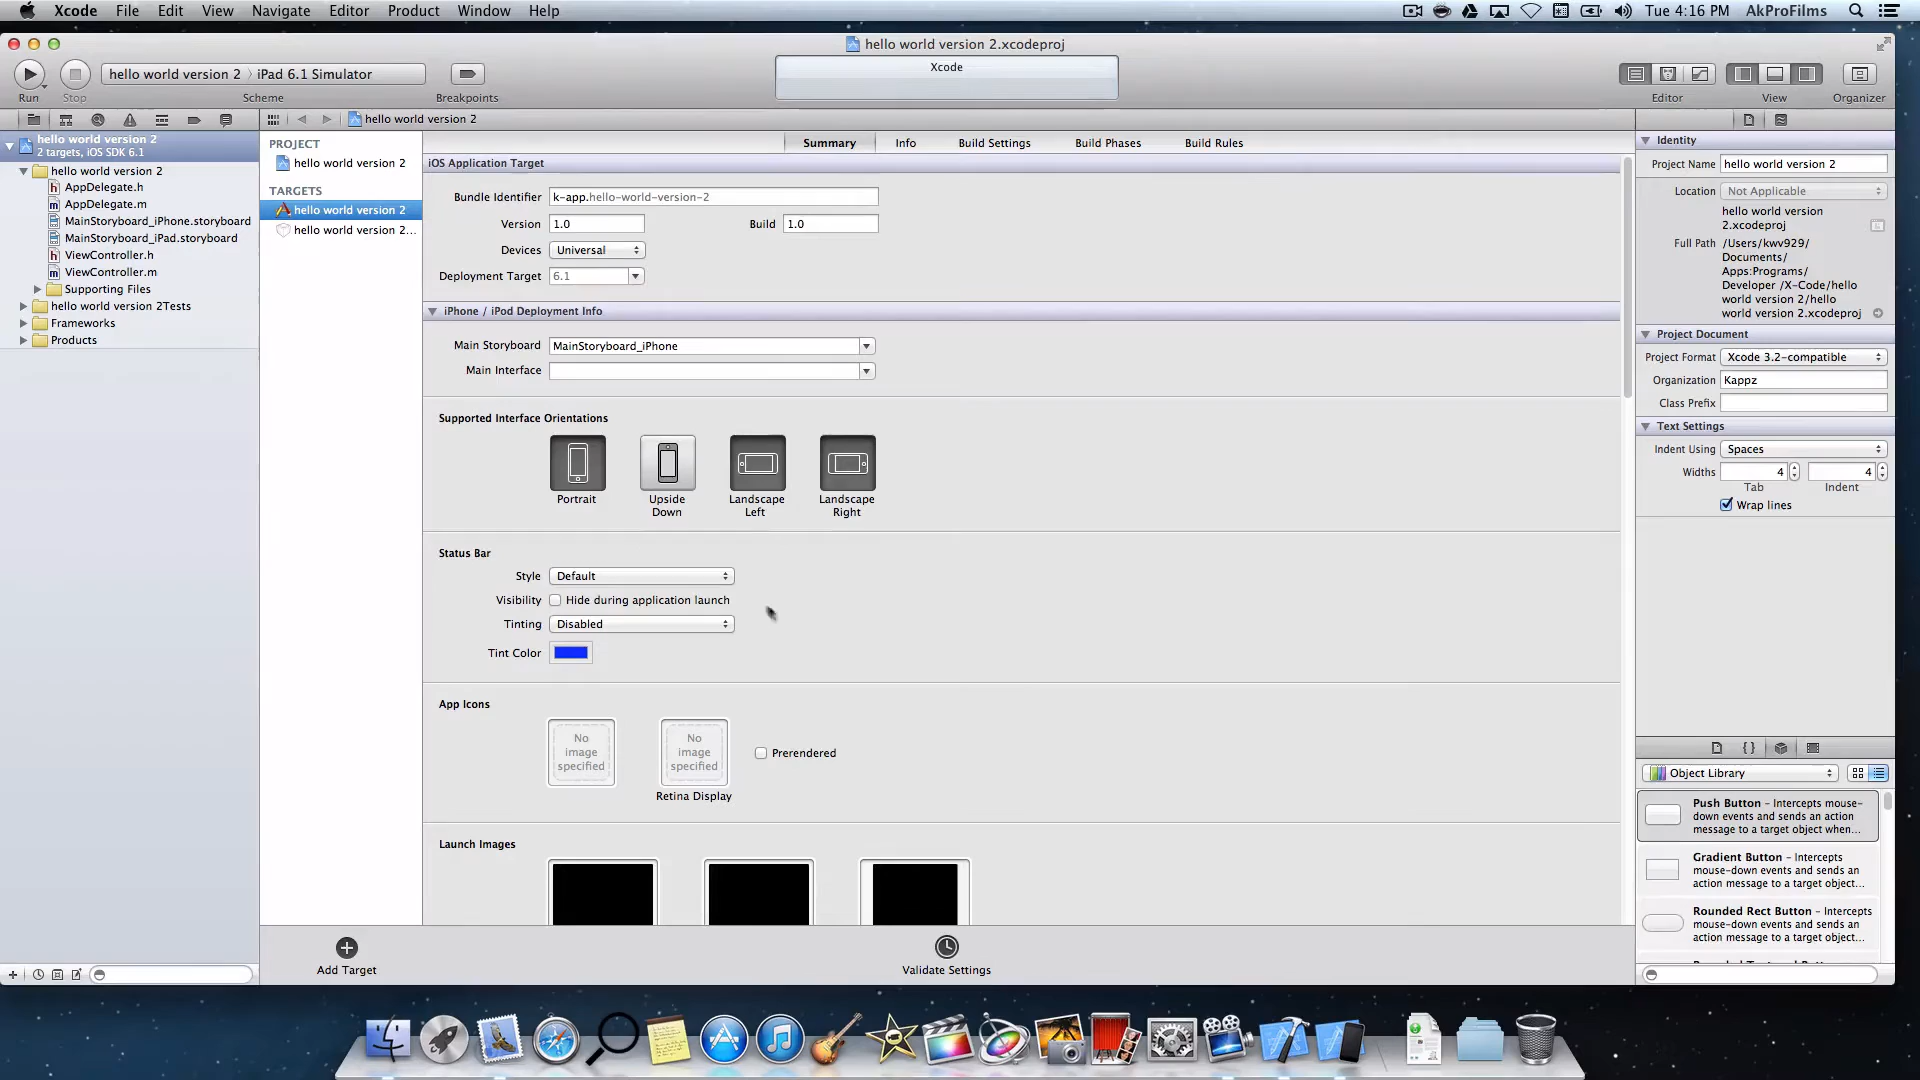 Xcode File Edit View Navigate Editor Product Window Help
Tue 4:16 PM AkProFilms
hello world version 2.xcodeproj
hello world version 2 iPad 6.1 Simulator
Xcode
Run Stop Scheme Breakpoints Editor View Organizer
hello world version 2
2 targets, iOS SDK 6.1
hello world version 2
AppDelegate.h
AppDelegate.m
MainStoryboard_iPhone.storyboard
MainStoryboard_iPad.storyboard
ViewController.h
ViewController.m
Supporting Files
hello world version 2Tests
Frameworks
Products
hello world version 2
PROJECT
hello world version 2
TARGETS
hello world version 2
hello world version 2...
Summary Info Build Settings Build Phases Build Rules
iOS Application Target
Bundle Identifier k-app.hello-world-version-2
Version 1.0 Build 1.0
Devices Universal
Deployment Target 6.1
iPhone / iPod Deployment Info
Main Storyboard MainStoryboard_iPhone
Main Interface
Supported Interface Orientations
Portrait
Upside
Down
Landscape
Left
Landscape
Right
Status Bar
Style Default
Visibility Hide during application launch
Tinting Disabled
Tint Color
App Icons
No
image
specified
No
image
specified
Prerendered
Retina Display
Launch Images
Add Target
Validate Settings
Identity
Project Name hello world version 2
Location Not Applicable
hello world version
2.xcodeproj
Full Path /Users/kwv929/
Documents/
Apps:Programs/
Developer /X-Code/hello
world version 2/hello
world version 2.xcodeproj
Project Document
Project Format Xcode 3.2-compatible
Organization Kappz
Class Prefix
Text Settings
Indent Using Spaces
Widths 4 4
Tab Indent
Wrap lines
{ }
Object Library
Push Button – Intercepts mouse-
down events and sends an action
message to a target object when...
Gradient Button – Intercepts
mouse-down events and sends an
action message to a target object...
Rounded Rect Button – Intercepts
mouse-down events and sends an
action message to a target object...